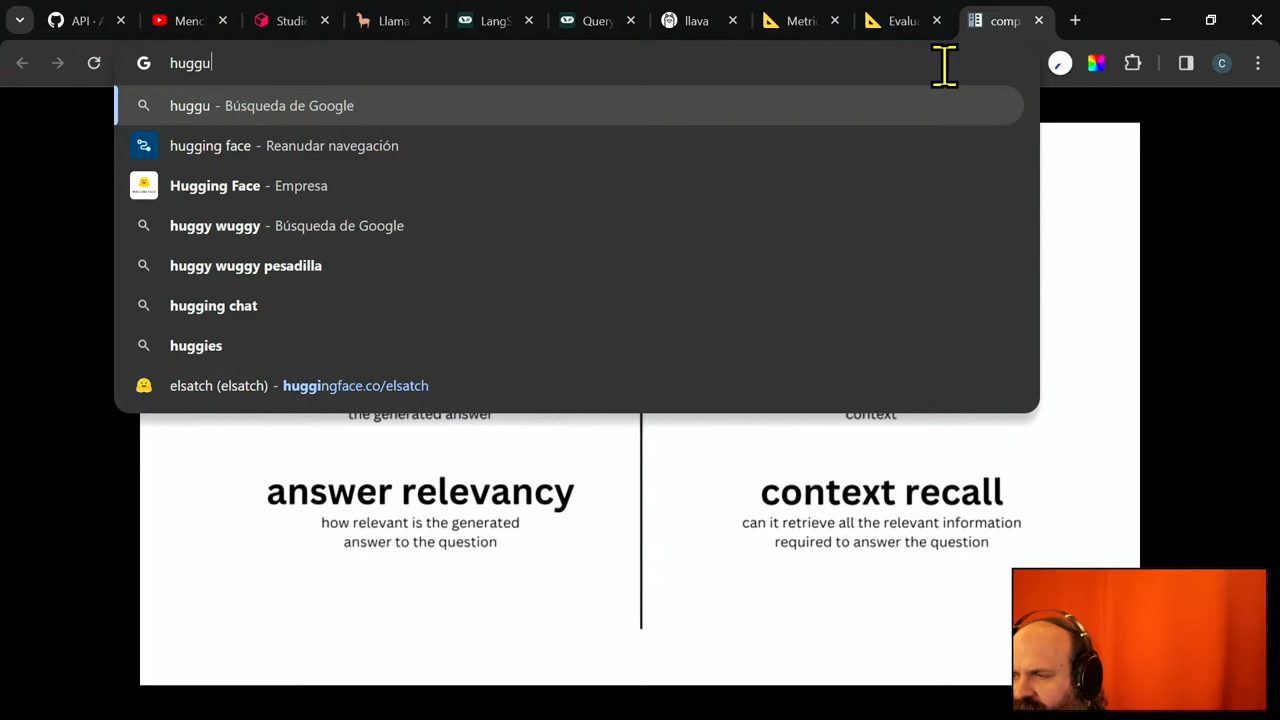 API - A
Menc
Studio
Llama
LangS
Query
llava
Metri
Evalua
comp
huggu
C
huggu - Búsqueda de Google
hugging face - Reanudar navegación
Hugging Face - Empresa
huggy wuggy - Búsqueda de Google
huggy wuggy pesadilla
hugging chat
huggies
elsatch (elsatch) - huggingface.co/elsatch
the generated answer
context
answer relevancy
how relevant is the generated
answer to the question
context recall
can it retrieve all the relevant information
required to answer the question